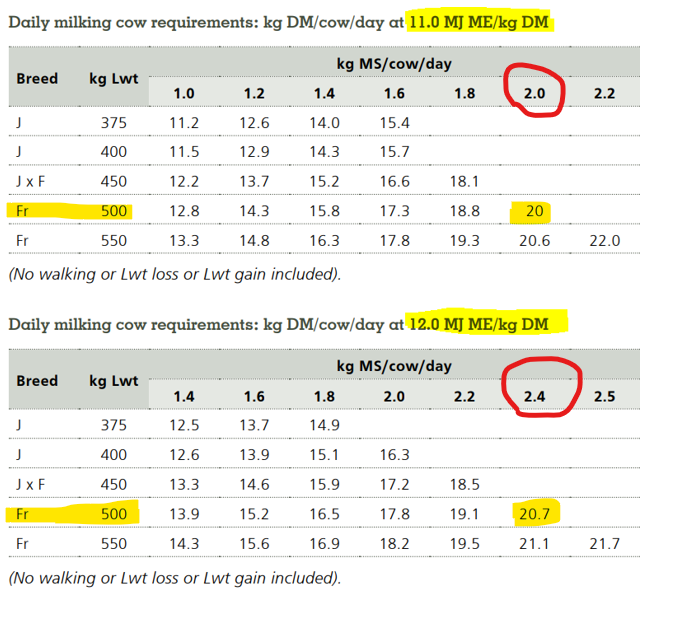 Daily milking cow requirements: kg DM/cow/day at 11.0 MJ ME/kg DM
Breed kg Lwt kg MS/cow/day
1.0 1.2 1.4 1.6 1.8 2.0 2.2
J 375 11.2 12.6 14.0 15.4
J 400 11.5 12.9 14.3 15.7
J x F 450 12.2 13.7 15.2 16.6 18.1
Fr 500 12.8 14.3 15.8 17.3 18.8 20
Fr 550 13.3 14.8 16.3 17.8 19.3 20.6 22.0
(No walking or Lwt loss or Lwt gain included).
Daily milking cow requirements: kg DM/cow/day at 12.0 MJ ME/kg DM
Breed kg Lwt kg MS/cow/day
1.4 1.6 1.8 2.0 2.2 2.4 2.5
J 375 12.5 13.7 14.9
J 400 12.6 13.9 15.1 16.3
J x F 450 13.3 14.6 15.9 17.2 18.5
Fr 500 13.9 15.2 16.5 17.8 19.1 20.7
Fr 550 14.3 15.6 16.9 18.2 19.5 21.1 21.7
(No walking or Lwt loss or Lwt gain included).